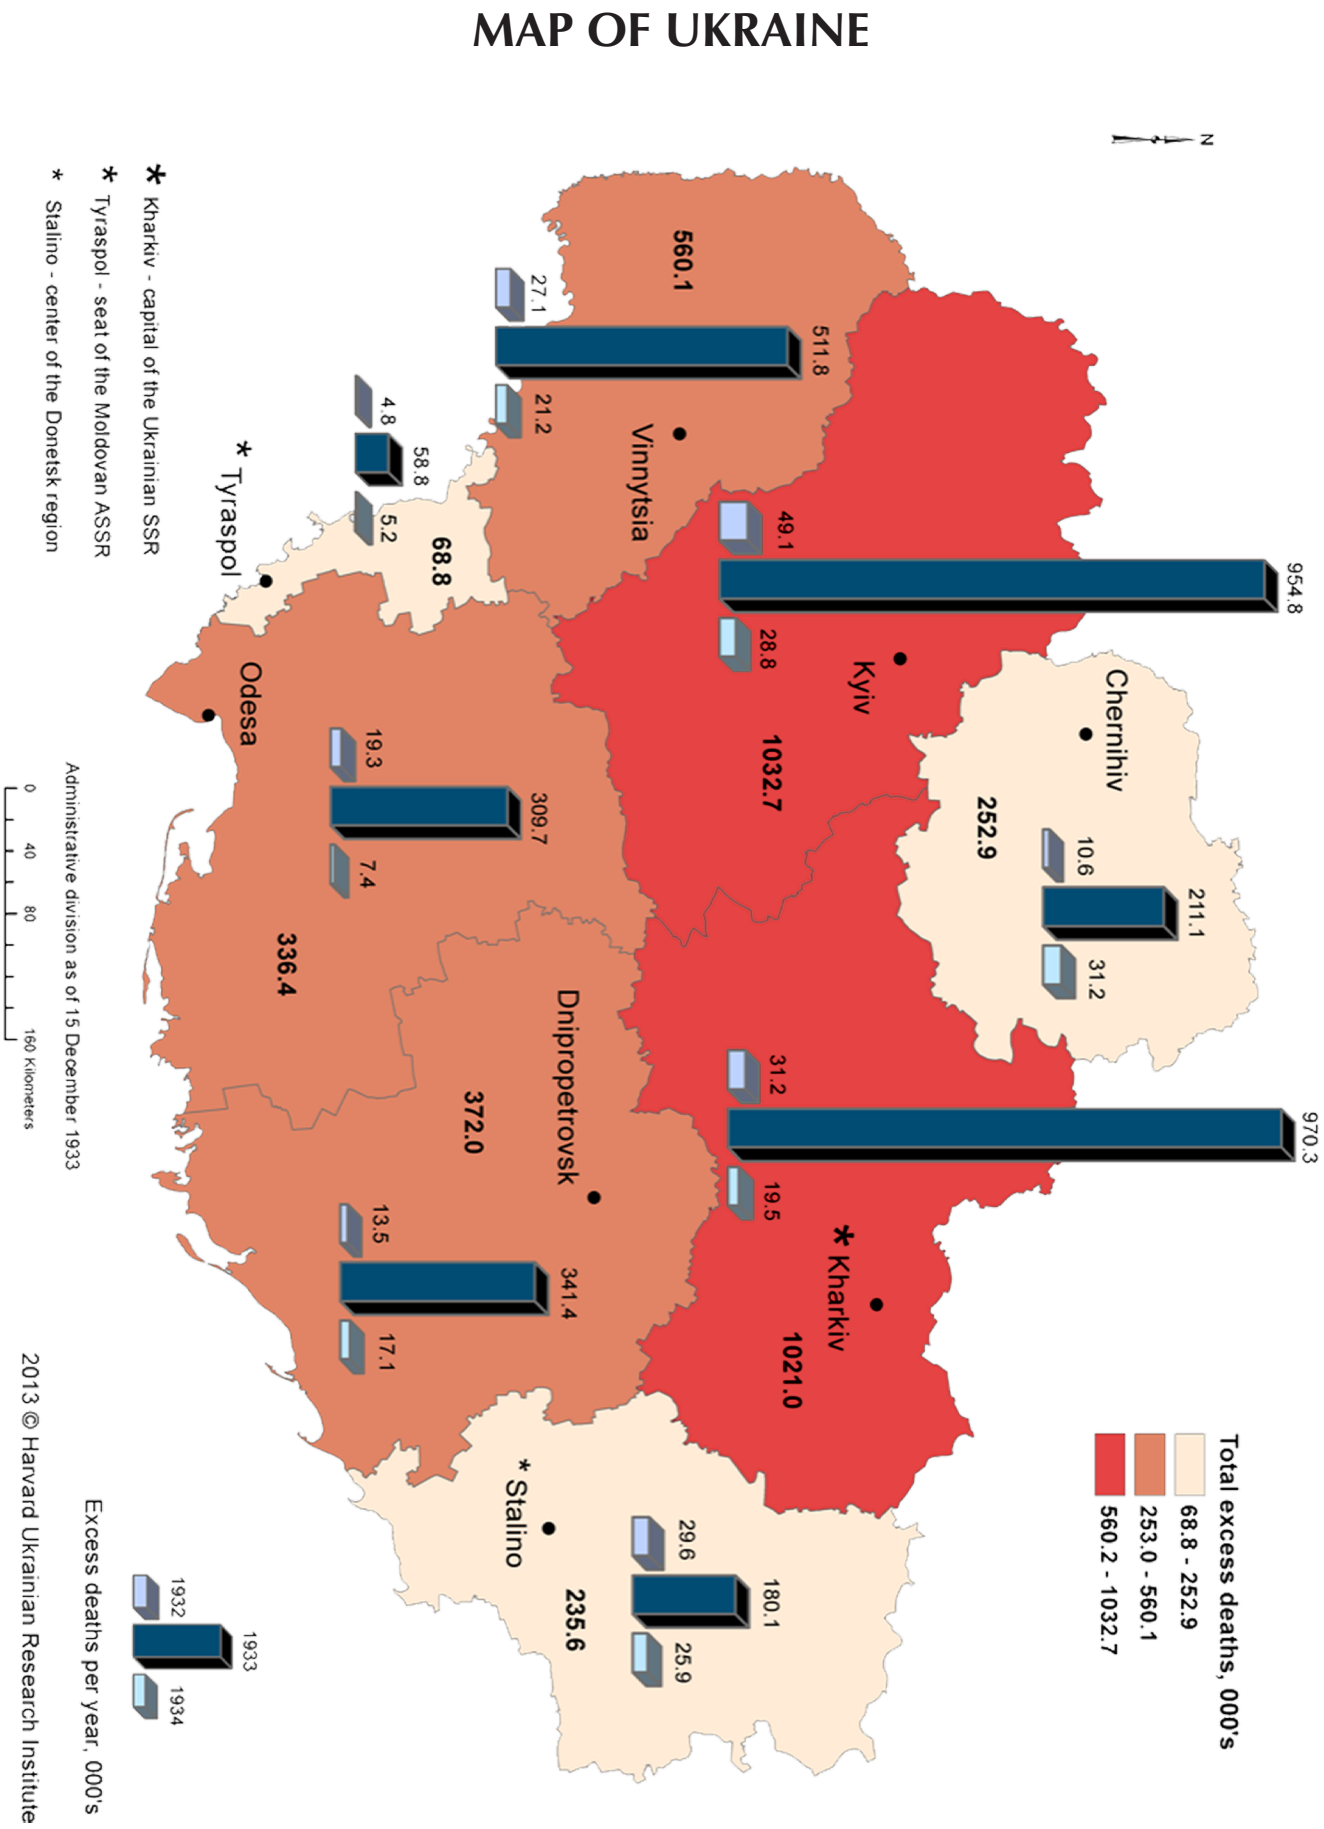 MAP OF UKRAINE
N
Total excess deaths, 000's
68.8 - 252.9
253.0 - 560.1
560.2 - 1032.7
Chernihiv
252.9
10.6
211.1
31.2
Kyiv
1032.7
49.1
954.8
28.8
* Kharkiv
1021.0
31.2
970.3
19.5
560.1
Vinnytsia
27.1
511.8
21.2
4.8
58.8
5.2
68.8
* Tyraspol
Odesa
336.4
19.3
309.7
7.4
Dnipropetrovsk
372.0
13.5
341.4
17.1
* Stalino
235.6
29.6
180.1
25.9
* Kharkiv - capital of the Ukrainian SSR
* Tyraspol - seat of the Moldovan ASSR
* Stalino - center of the Donetsk region
Administrative division as of 15 December 1933
0 40 80 160 Kilometers
1932
1933
1934
Excess deaths per year, 000's
2013 © Harvard Ukrainian Research Institute